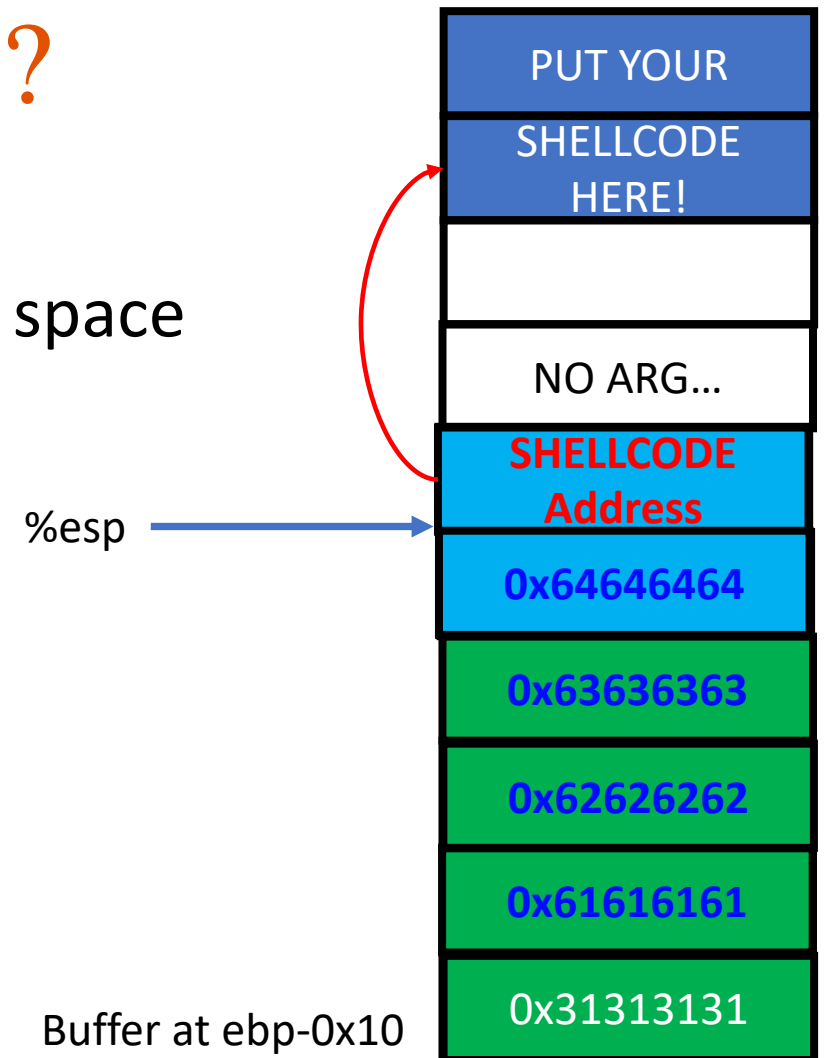 ?
PUT YOUR
SHELLCODE
HERE!
space
NO ARG…
SHELLCODE
Address
%esp
0x64646464
0x63636363
0x62626262
0x61616161
0x31313131
Buffer at ebp-0x10